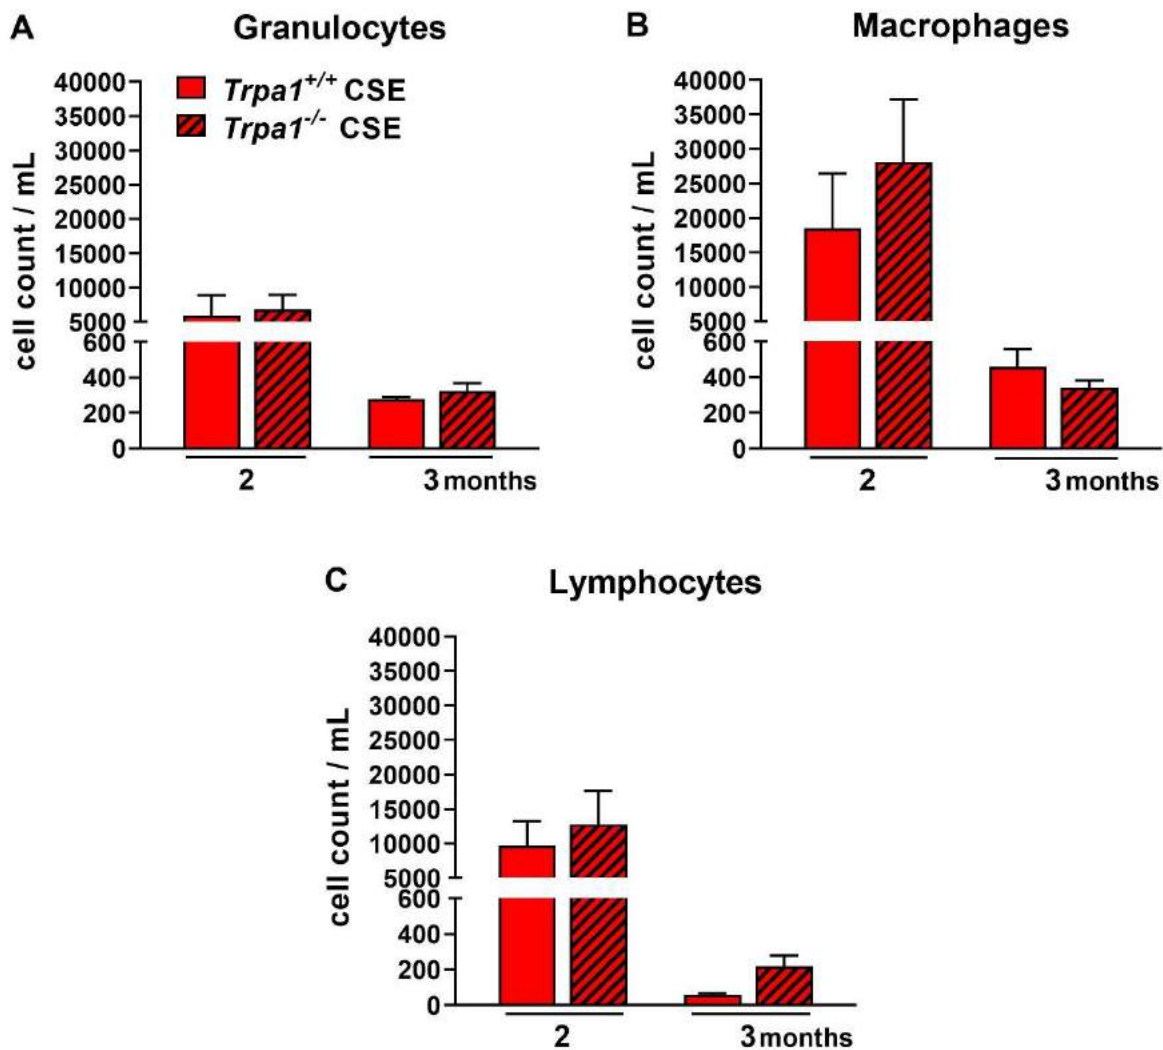 A
Granulocytes
Trpa1+/+ CSE
Trpa1-/- CSE
cell count / mL
40000
35000
30000
25000
20000
15000
10000
5000
600
400
200
0
2
3 months
B
Macrophages
cell count / mL
40000
35000
30000
25000
20000
15000
10000
5000
600
400
200
0
2
3 months
C
Lymphocytes
cell count / mL
40000
35000
30000
25000
20000
15000
10000
5000
600
400
200
0
2
3 months